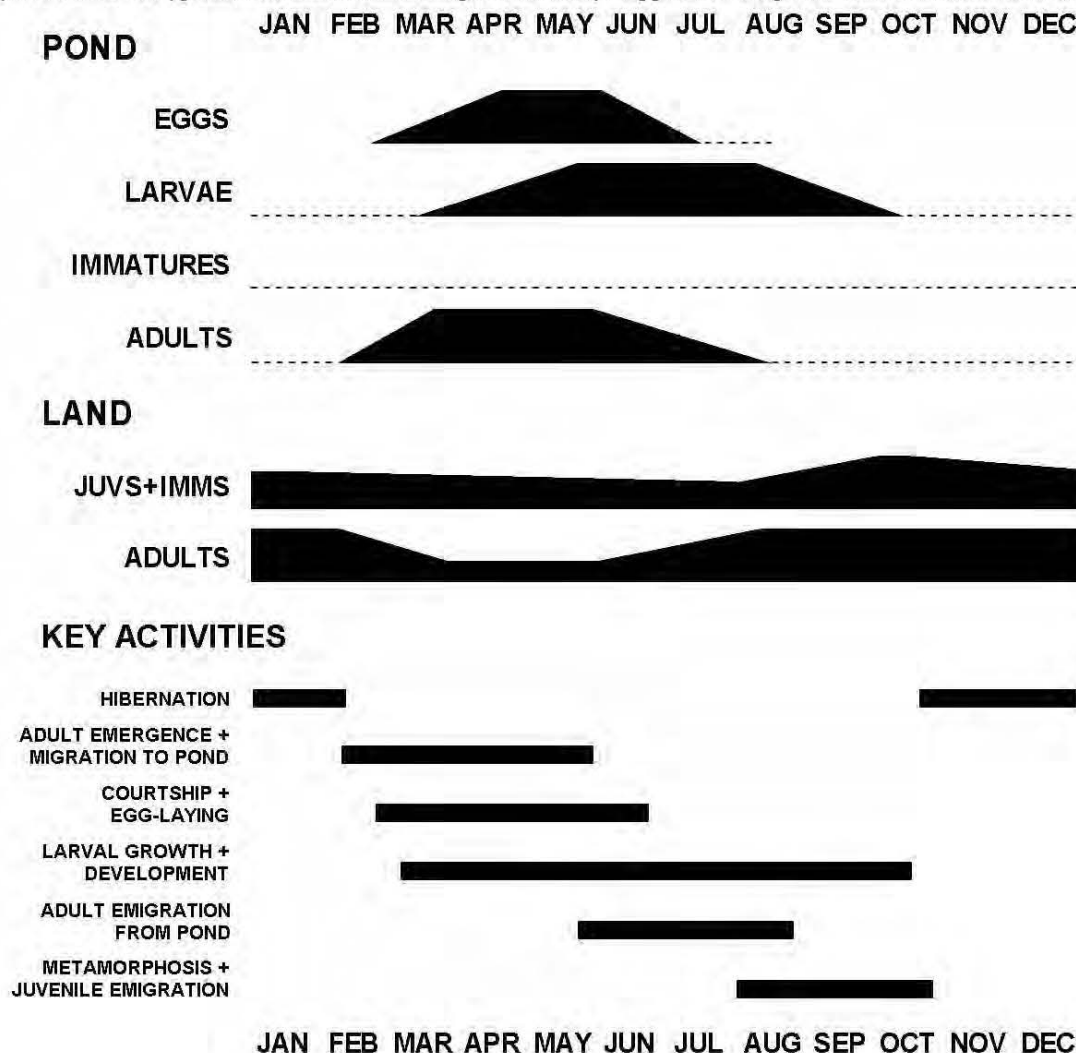 JAN FEB MAR APR MAY JUN JUL AUG SEP OCT NOV DEC
POND
EGGS
LARVAE
IMMATURES
ADULTS
LAND
JUVS+IMMS
ADULTS
KEY ACTIVITIES
HIBERNATION
ADULT EMERGENCE +
MIGRATION TO POND
COURTSHIP +
EGG-LAYING
LARVAL GROWTH +
DEVELOPMENT
ADULT EMIGRATION
FROM POND
METAMORPHOSIS +
JUVENILE EMIGRATION
JAN FEB MAR APR MAY JUN JUL AUG SEP OCT NOV DEC